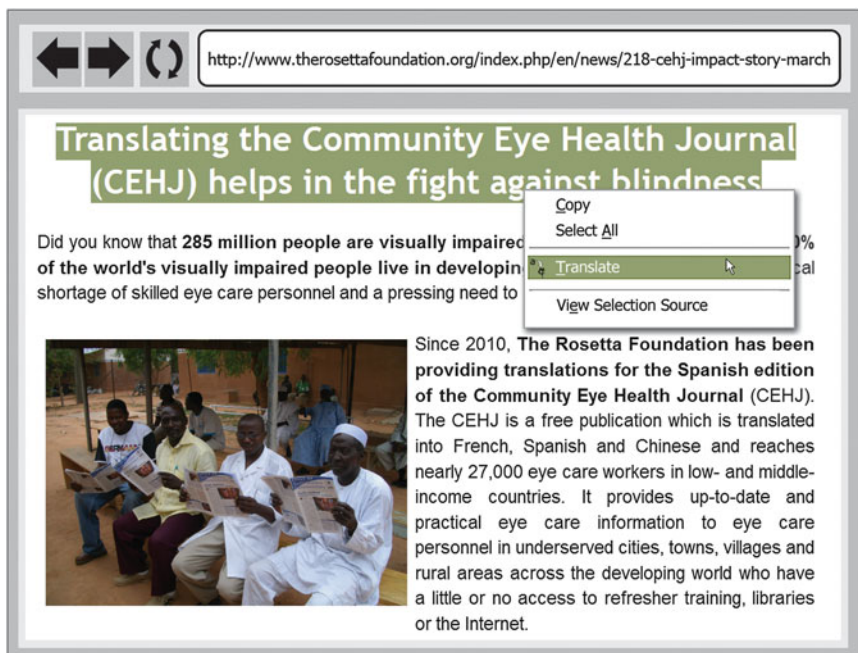 http://www.therosettafoundation.org/index.php/en/news/218-cehj-impact-story-march
Translating the Community Eye Health Journal
(CEHJ) helps in the fight against blindness
Copy
Select All
Translate
View Selection Source
Did you know that 285 million people are visually impaired 0%
of the world's visually impaired people live in developin cal
shortage of skilled eye care personnel and a pressing need to
Since 2010, The Rosetta Foundation has been
providing translations for the Spanish edition
of the Community Eye Health Journal (CEHJ).
The CEHJ is a free publication which is translated
into French, Spanish and Chinese and reaches
nearly 27,000 eye care workers in low- and middle-
income countries. It provides up-to-date and
practical eye care information to eye care
personnel in underserved cities, towns, villages and
rural areas across the developing world who have
a little or no access to refresher training, libraries
or the Internet.